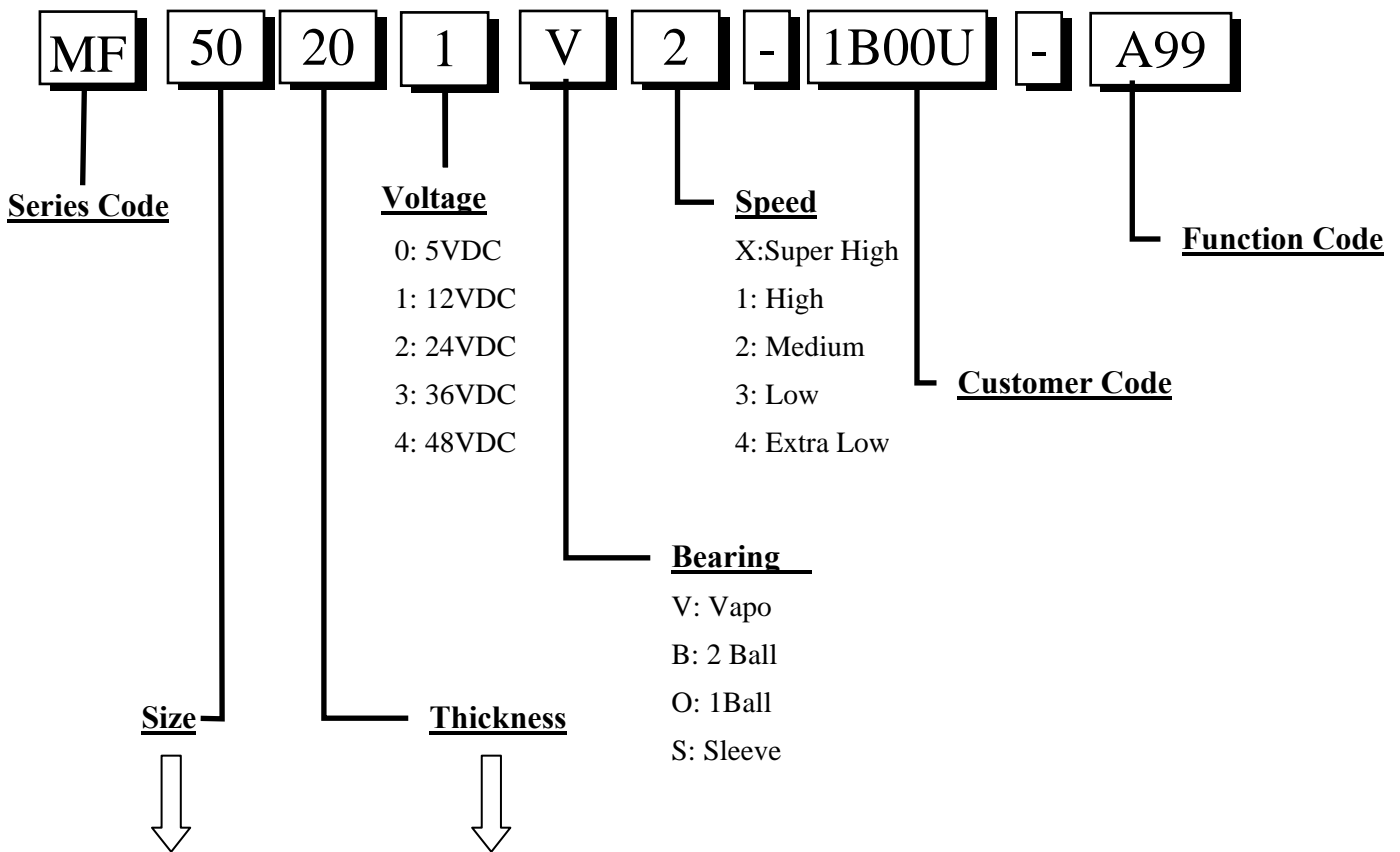 MF 50 20 1 V 2 - 1B00U - A99
Series Code
Voltage
0: 5VDC
1: 12VDC
2: 24VDC
3: 36VDC
4: 48VDC
Speed
X:Super High
1: High
2: Medium
3: Low
4: Extra Low
Function Code
Customer Code
Bearing
V: Vapo
B: 2 Ball
O: 1Ball
S: Sleeve
Size
Thickness